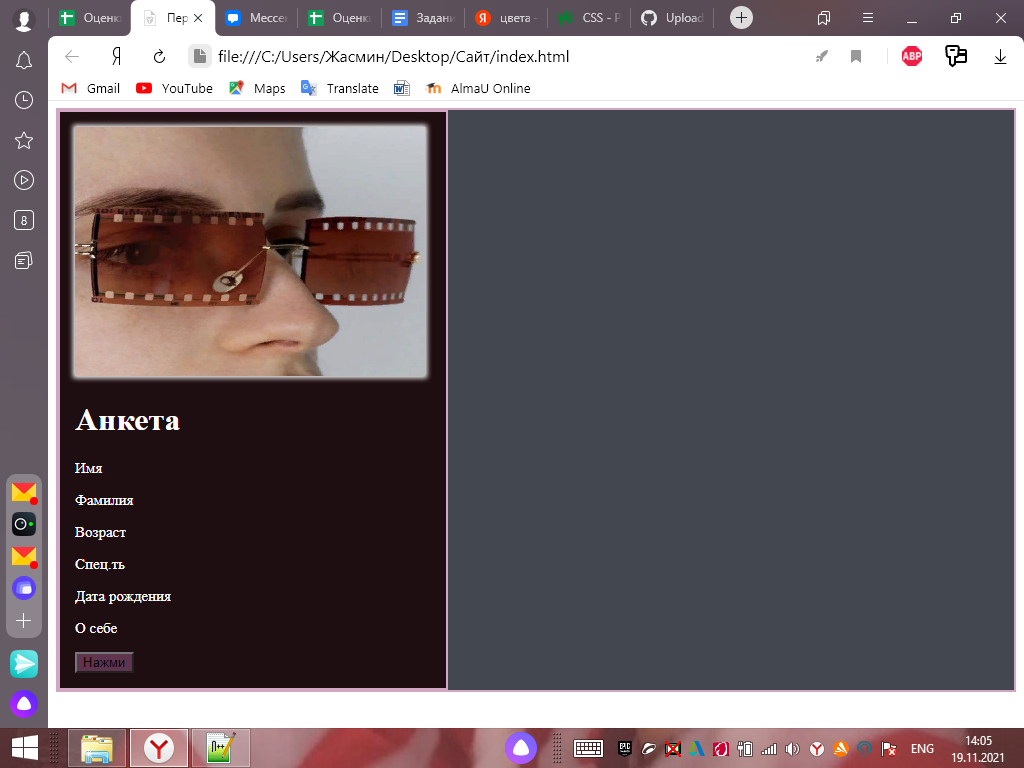 Оценк
Пер
Мессе
Оценк
Задани
цвета -
CSS - Р
Upload
file:///C:/Users/Жасмин/Desktop/Сайт/index.html
ABP
Gmail
YouTube
Maps
Translate
AlmaU Online
8
Анкета
Имя
Фамилия
Возраст
Спец.ть
Дата рождения
О себе
Нажми
ENG
14:05
19.11.2021